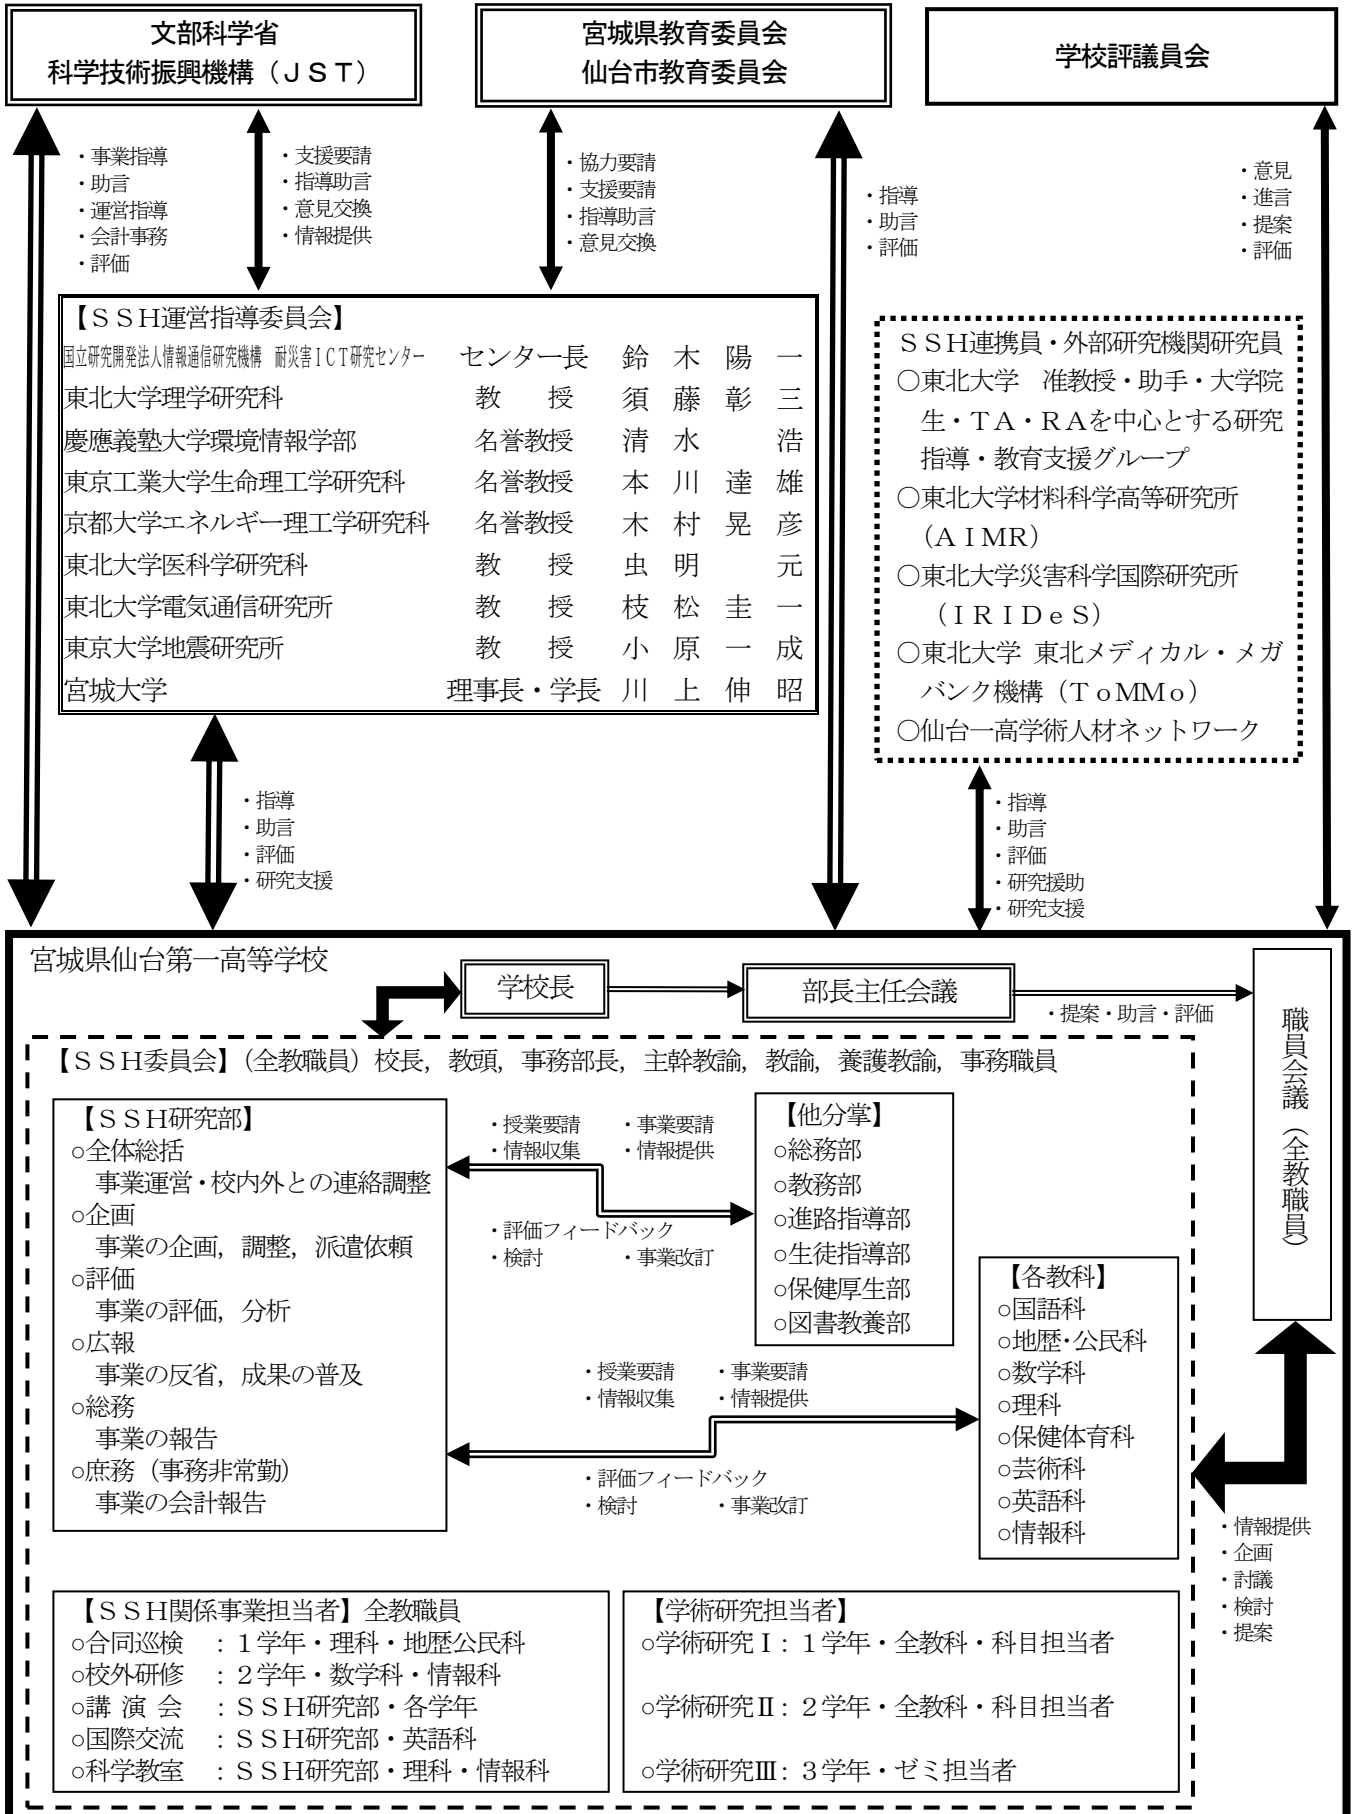 文部科学省
科学技術振興機構（ＪＳＴ）
宮城県教育委員会
仙台市教育委員会
学校評議員会
・事業指導
・助言
・運営指導
・会計事務
・評価
・支援要請
・指導助言
・意見交換
・情報提供
・協力要請
・支援要請
・指導助言
・意見交換
・指導
・助言
・評価
・意見
・進言
・提案
・評価
【ＳＳＨ運営指導委員会】
国立研究開発法人情報通信研究機構　耐災害ＩＣＴ研究センター　センター長　鈴木陽一
東北大学理学研究科　教授　須藤彰三
慶應義塾大学環境情報学部　名誉教授　清水浩
東京工業大学生命理工学研究科　名誉教授　本川達雄
京都大学エネルギー理工学研究科　名誉教授　木村晃彦
東北大学医科学研究科　教授　虫明元
東北大学電気通信研究所　教授　枝松圭一
東京大学地震研究所　教授　小原一成
宮城大学　理事長・学長　川上伸昭
ＳＳＨ連携員・外部研究機関研究員
○東北大学　准教授・助手・大学院
生・ＴＡ・ＲＡを中心とする研究
指導・教育支援グループ
○東北大学材料科学高等研究所
（ＡＩＭＲ）
○東北大学災害科学国際研究所
（ＩＲＩＤｅＳ）
○東北大学 東北メディカル・メガ
バンク機構（ＴｏＭＭｏ）
○仙台一高学術人材ネットワーク
・指導
・助言
・評価
・研究支援
・指導
・助言
・評価
・研究援助
・研究支援
宮城県仙台第一高等学校
学校長
部長主任会議
・提案・助言・評価
職員会議（全教職員）
【ＳＳＨ委員会】（全教職員）校長，教頭，事務部長，主幹教諭，教諭，養護教諭，事務職員
【ＳＳＨ研究部】
○全体総括
事業運営・校内外との連絡調整
○企画
事業の企画，調整，派遣依頼
○評価
事業の評価，分析
○広報
事業の反省，成果の普及
○総務
事業の報告
○庶務（事務非常勤）
事業の会計報告
・授業要請　・事業要請
・情報収集　・情報提供
・評価フィードバック
・検討　・事業改訂
【他分掌】
○総務部
○教務部
○進路指導部
○生徒指導部
○保健厚生部
○図書教養部
・授業要請　・事業要請
・情報収集　・情報提供
・評価フィードバック
・検討　・事業改訂
【各教科】
○国語科
○地歴・公民科
○数学科
○理科
○保健体育科
○芸術科
○英語科
○情報科
・情報提供
・企画
・討議
・検討
・提案
【ＳＳＨ関係事業担当者】全教職員
○合同巡検　：１学年・理科・地歴公民科
○校外研修　：２学年・数学科・情報科
○講 演 会　：ＳＳＨ研究部・各学年
○国際交流　：ＳＳＨ研究部・英語科
○科学教室　：ＳＳＨ研究部・理科・情報科
【学術研究担当者】
○学術研究Ⅰ：１学年・全教科・科目担当者
○学術研究Ⅱ：２学年・全教科・科目担当者
○学術研究Ⅲ：３学年・ゼミ担当者